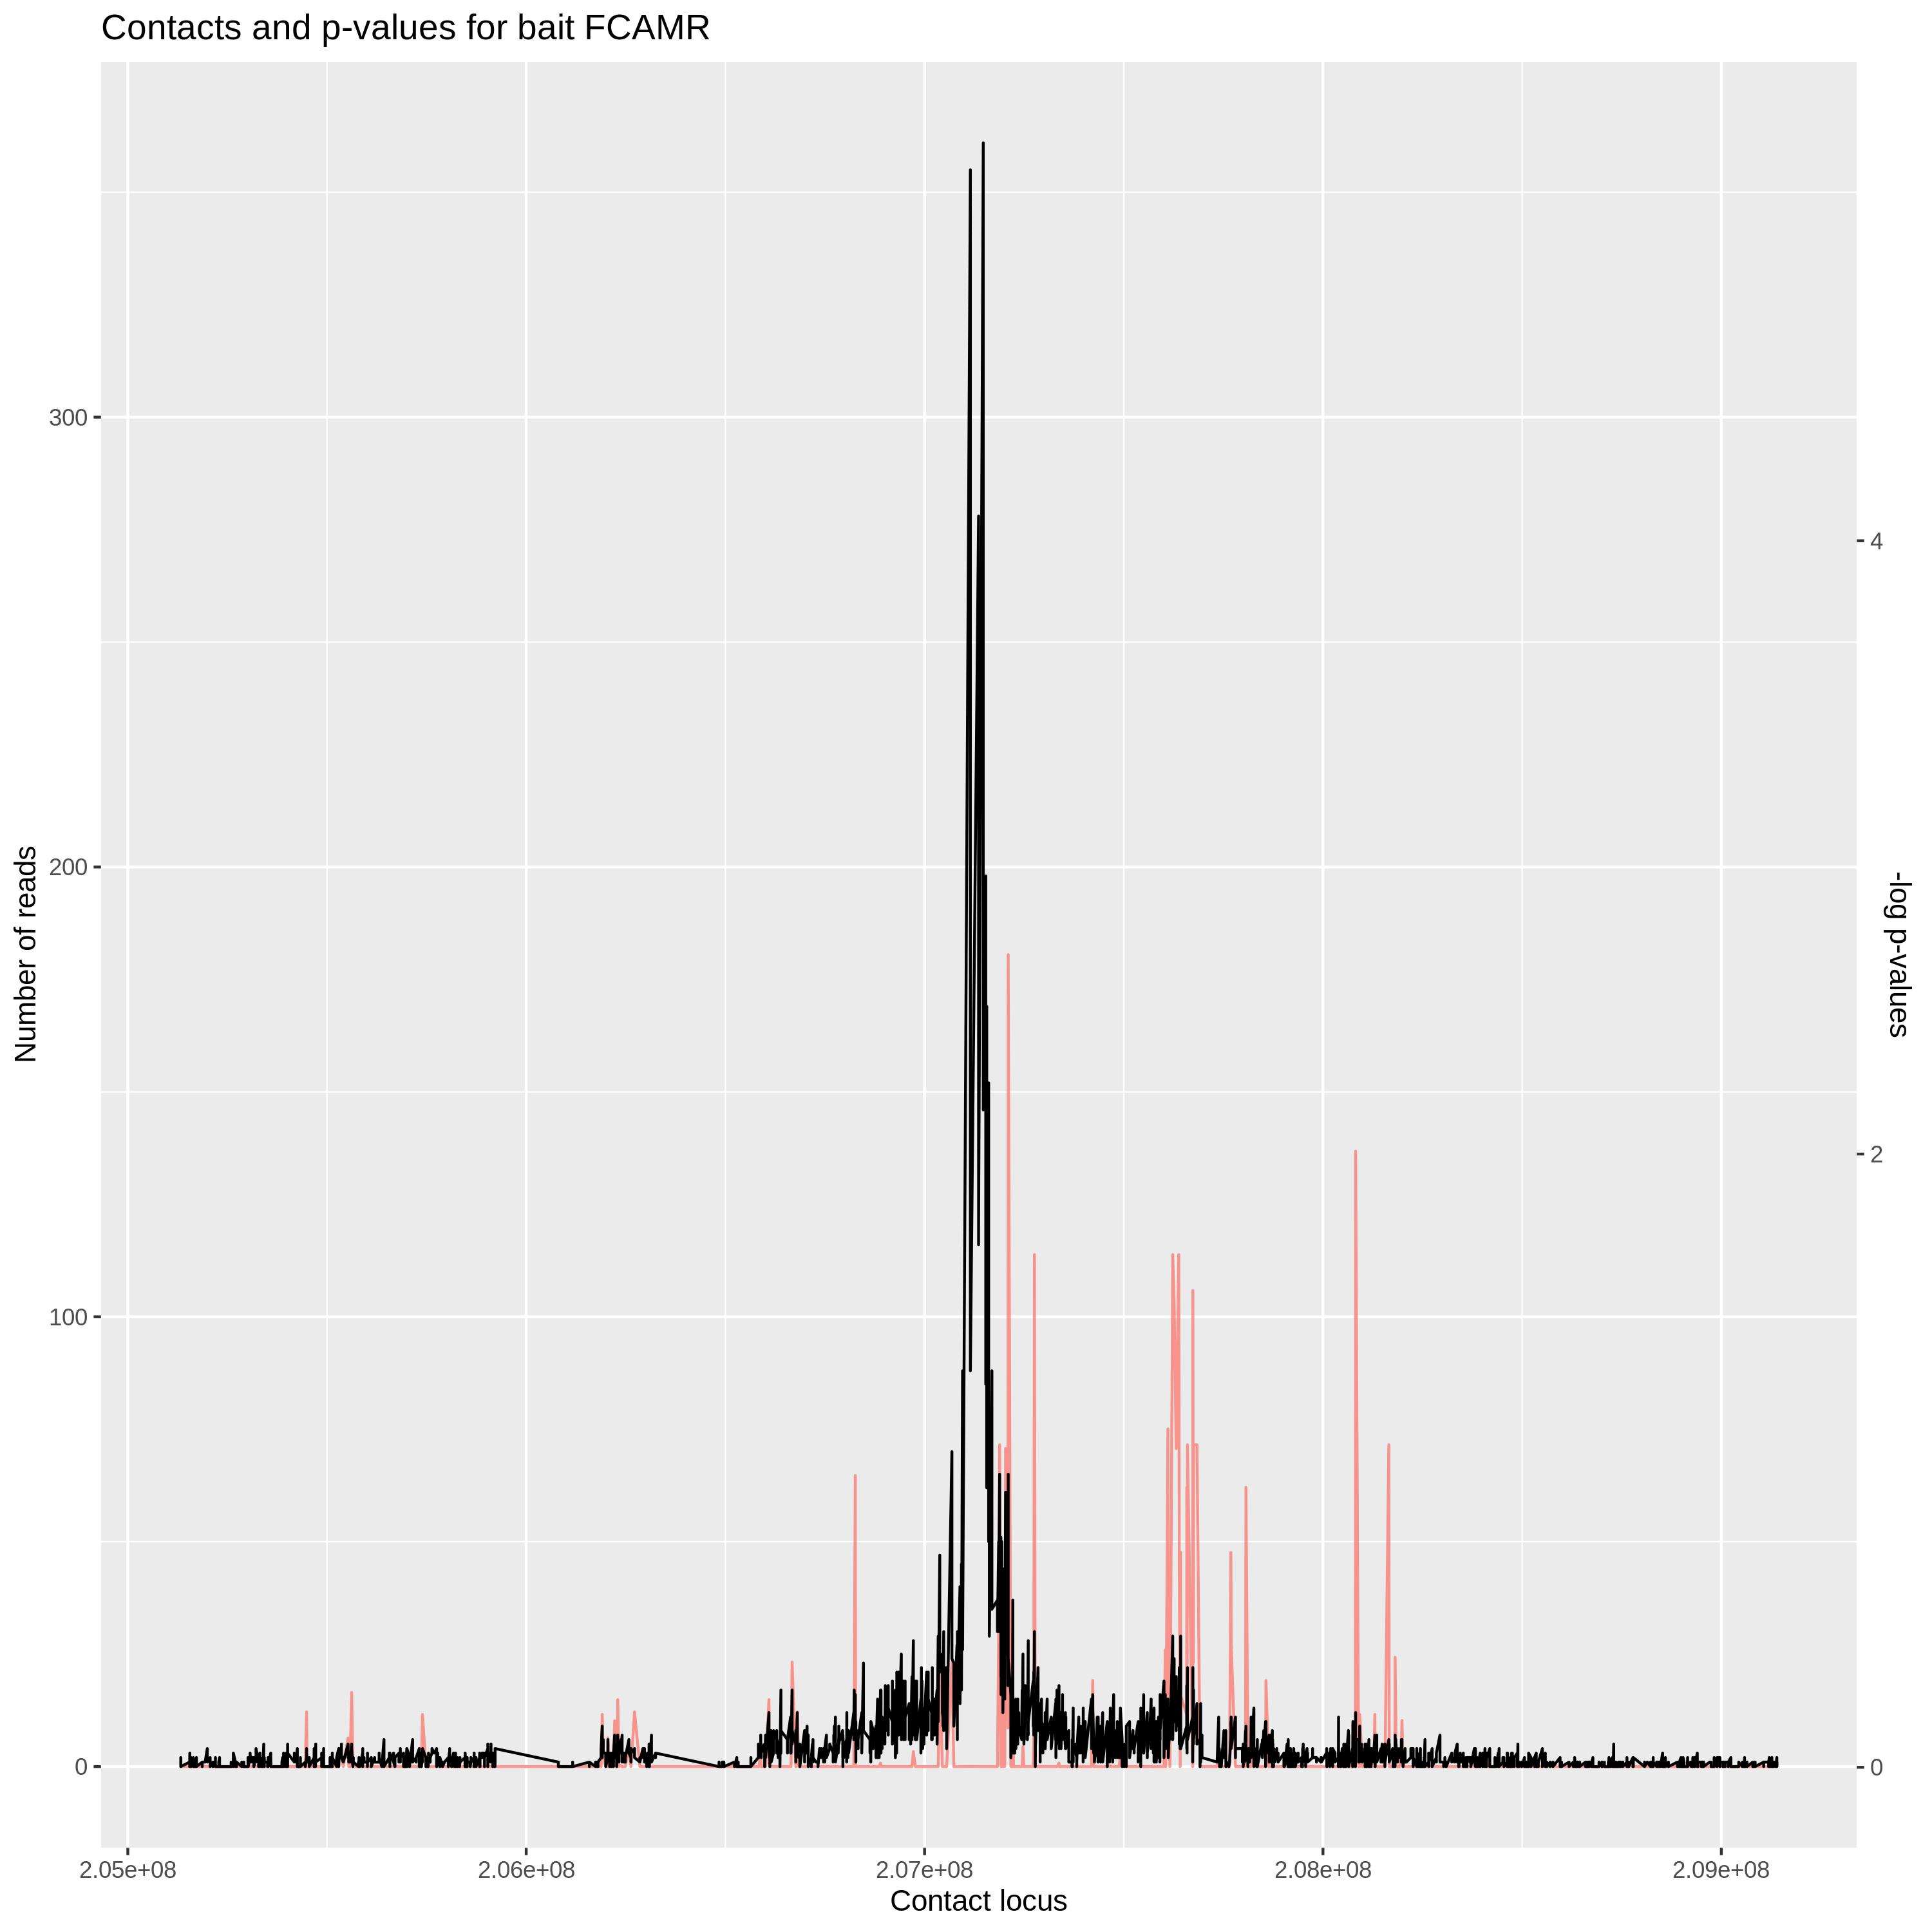 Contacts and p-values for bait FCAMR
300
200
100
0
Number of reads
4
2
0
-log p-values
2.05e+08
2.06e+08
2.07e+08
2.08e+08
2.09e+08
Contact locus